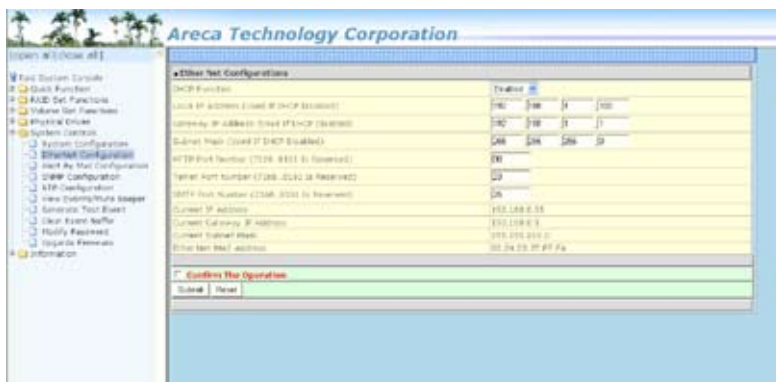 Areca Technology Corporation
[open all|close all]
Raid System Console
Quick Function
RAID Set Functions
Volume Set Functions
Physical Drives
System Controls
System Configuration
EtherNet Configuration
Alert By Mail Configuration
SNMP Configuration
NTP Configuration
View Events/Mute Beeper
Generate Test Event
Clear Event Buffer
Modify Password
Upgrade Firmware
Information
Ether Net Configurations
DHCP Function
Local IP Address (Used If DHCP Disabled) 192 168 100
Gateway IP Address (Used If DHCP Disabled) 192 168 1
Subnet Mask (Used If DHCP Disabled) 255 255 255 0
HTTP Port Number (7168..8191 Is Reserved) 80
Telnet Port Number (7168..8191 Is Reserved) 23
SMTP Port Number (7168..8191 Is Reserved) 25
Current IP Address
Current Gateway IP Address
Current Subnet Mask
Ether Net MAC Address
Confirm The Operation
Submit Reset